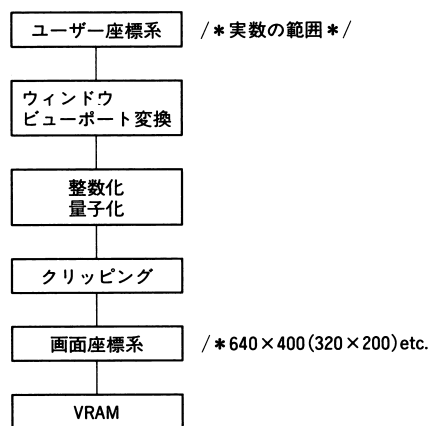 ユーザー座標系 /*実数の範囲*/
ウィンドウ
ビューポート変換
整数化
量子化
クリッピング
画面座標系 /*640×400(320×200)etc.
VRAM